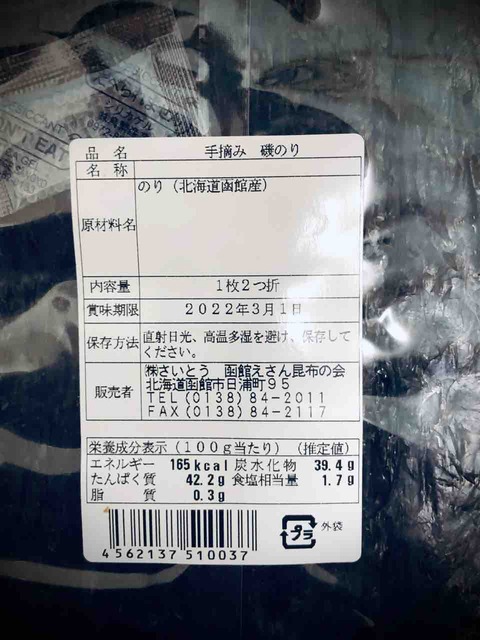 DESICCANT
シリカゲル
DON'T EAT
品名 手摘み 磯のり
名称
原材料名 のり（北海道函館産）
内容量 1枚2つ折
賞味期限 2022年3月1日
保存方法 直射日光、高温多湿を避け、保存して
ください。
販売者 ㈱さいとう 函館えさん昆布の会
北海道函館市日浦町95
TEL (0138) 84-2011
FAX (0138) 84-2117
栄養成分表示（100g当たり）（推定値）
エネルギー 165kcal 炭水化物 39.4g
たんぱく質 42.2g 食塩相当量 1.7g
脂質 0.3g
4562137510037
プラ 外袋